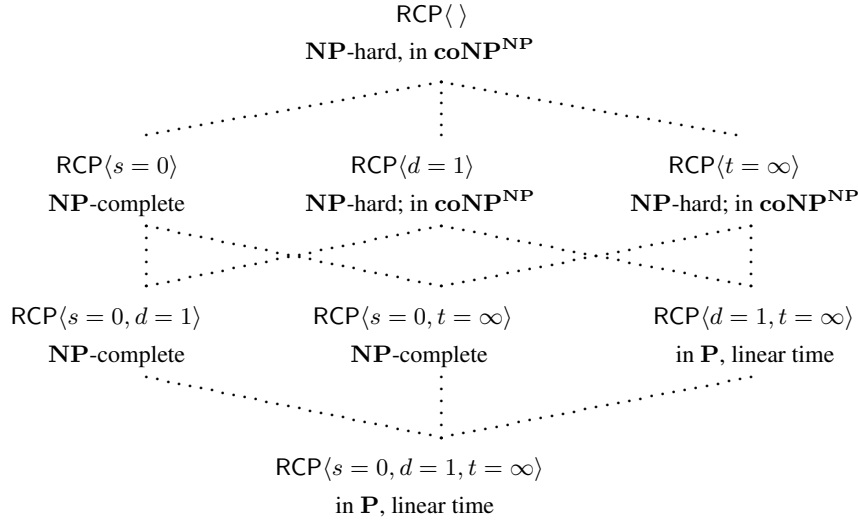 RCP⟨ ⟩
NP-hard, in coNP^NP
RCP⟨s = 0⟩ RCP⟨d = 1⟩ RCP⟨t = ∞⟩
NP-complete NP-hard; in coNP^NP NP-hard; in coNP^NP
RCP⟨s = 0, d = 1⟩ RCP⟨s = 0, t = ∞⟩ RCP⟨d = 1, t = ∞⟩
NP-complete NP-complete in P, linear time
RCP⟨s = 0, d = 1, t = ∞⟩
in P, linear time